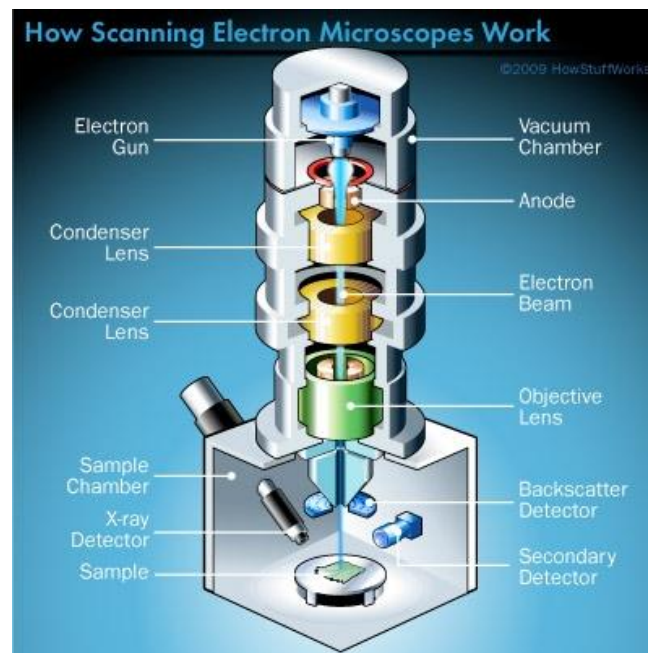 How Scanning Electron Microscopes Work
©2009 HowStuffWorks
Electron
Gun
Vacuum
Chamber
Anode
Condenser
Lens
Electron
Beam
Condenser
Lens
Objective
Lens
Sample
Chamber
Backscatter
Detector
X-ray
Detector
Secondary
Detector
Sample